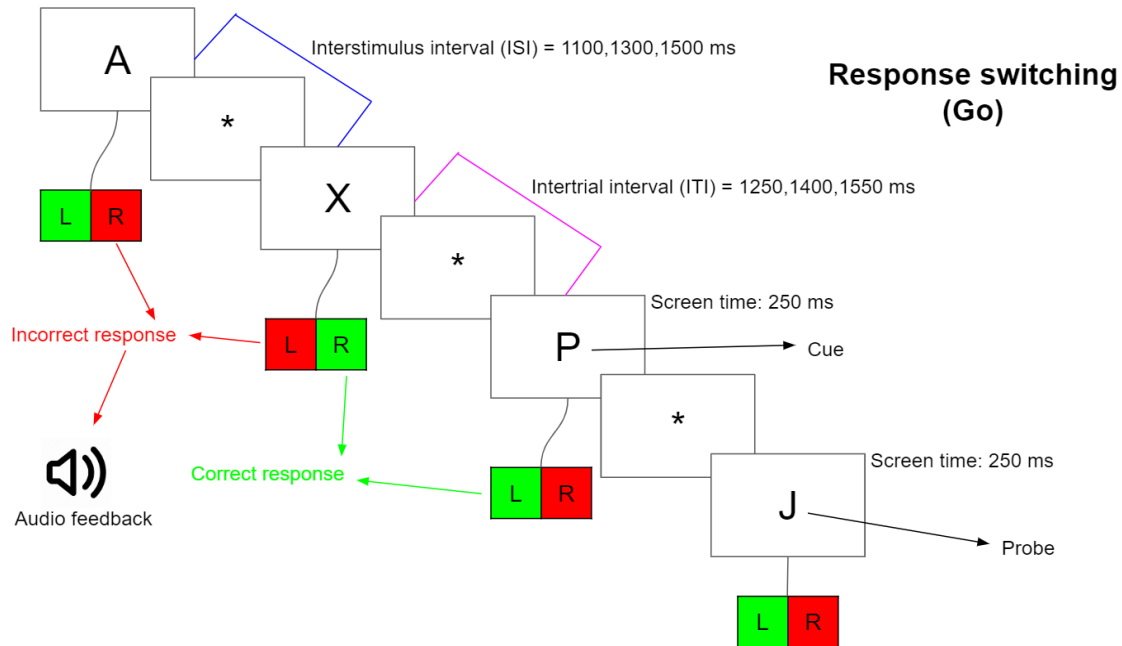 A
Interstimulus interval (ISI) = 1100,1300,1500 ms
Response switching
(Go)
*
X
Intertrial interval (ITI) = 1250,1400,1550 ms
L R
*
Screen time: 250 ms
Incorrect response
L R
P
Cue
*
Correct response
Screen time: 250 ms
L R
J
Audio feedback
Probe
L R